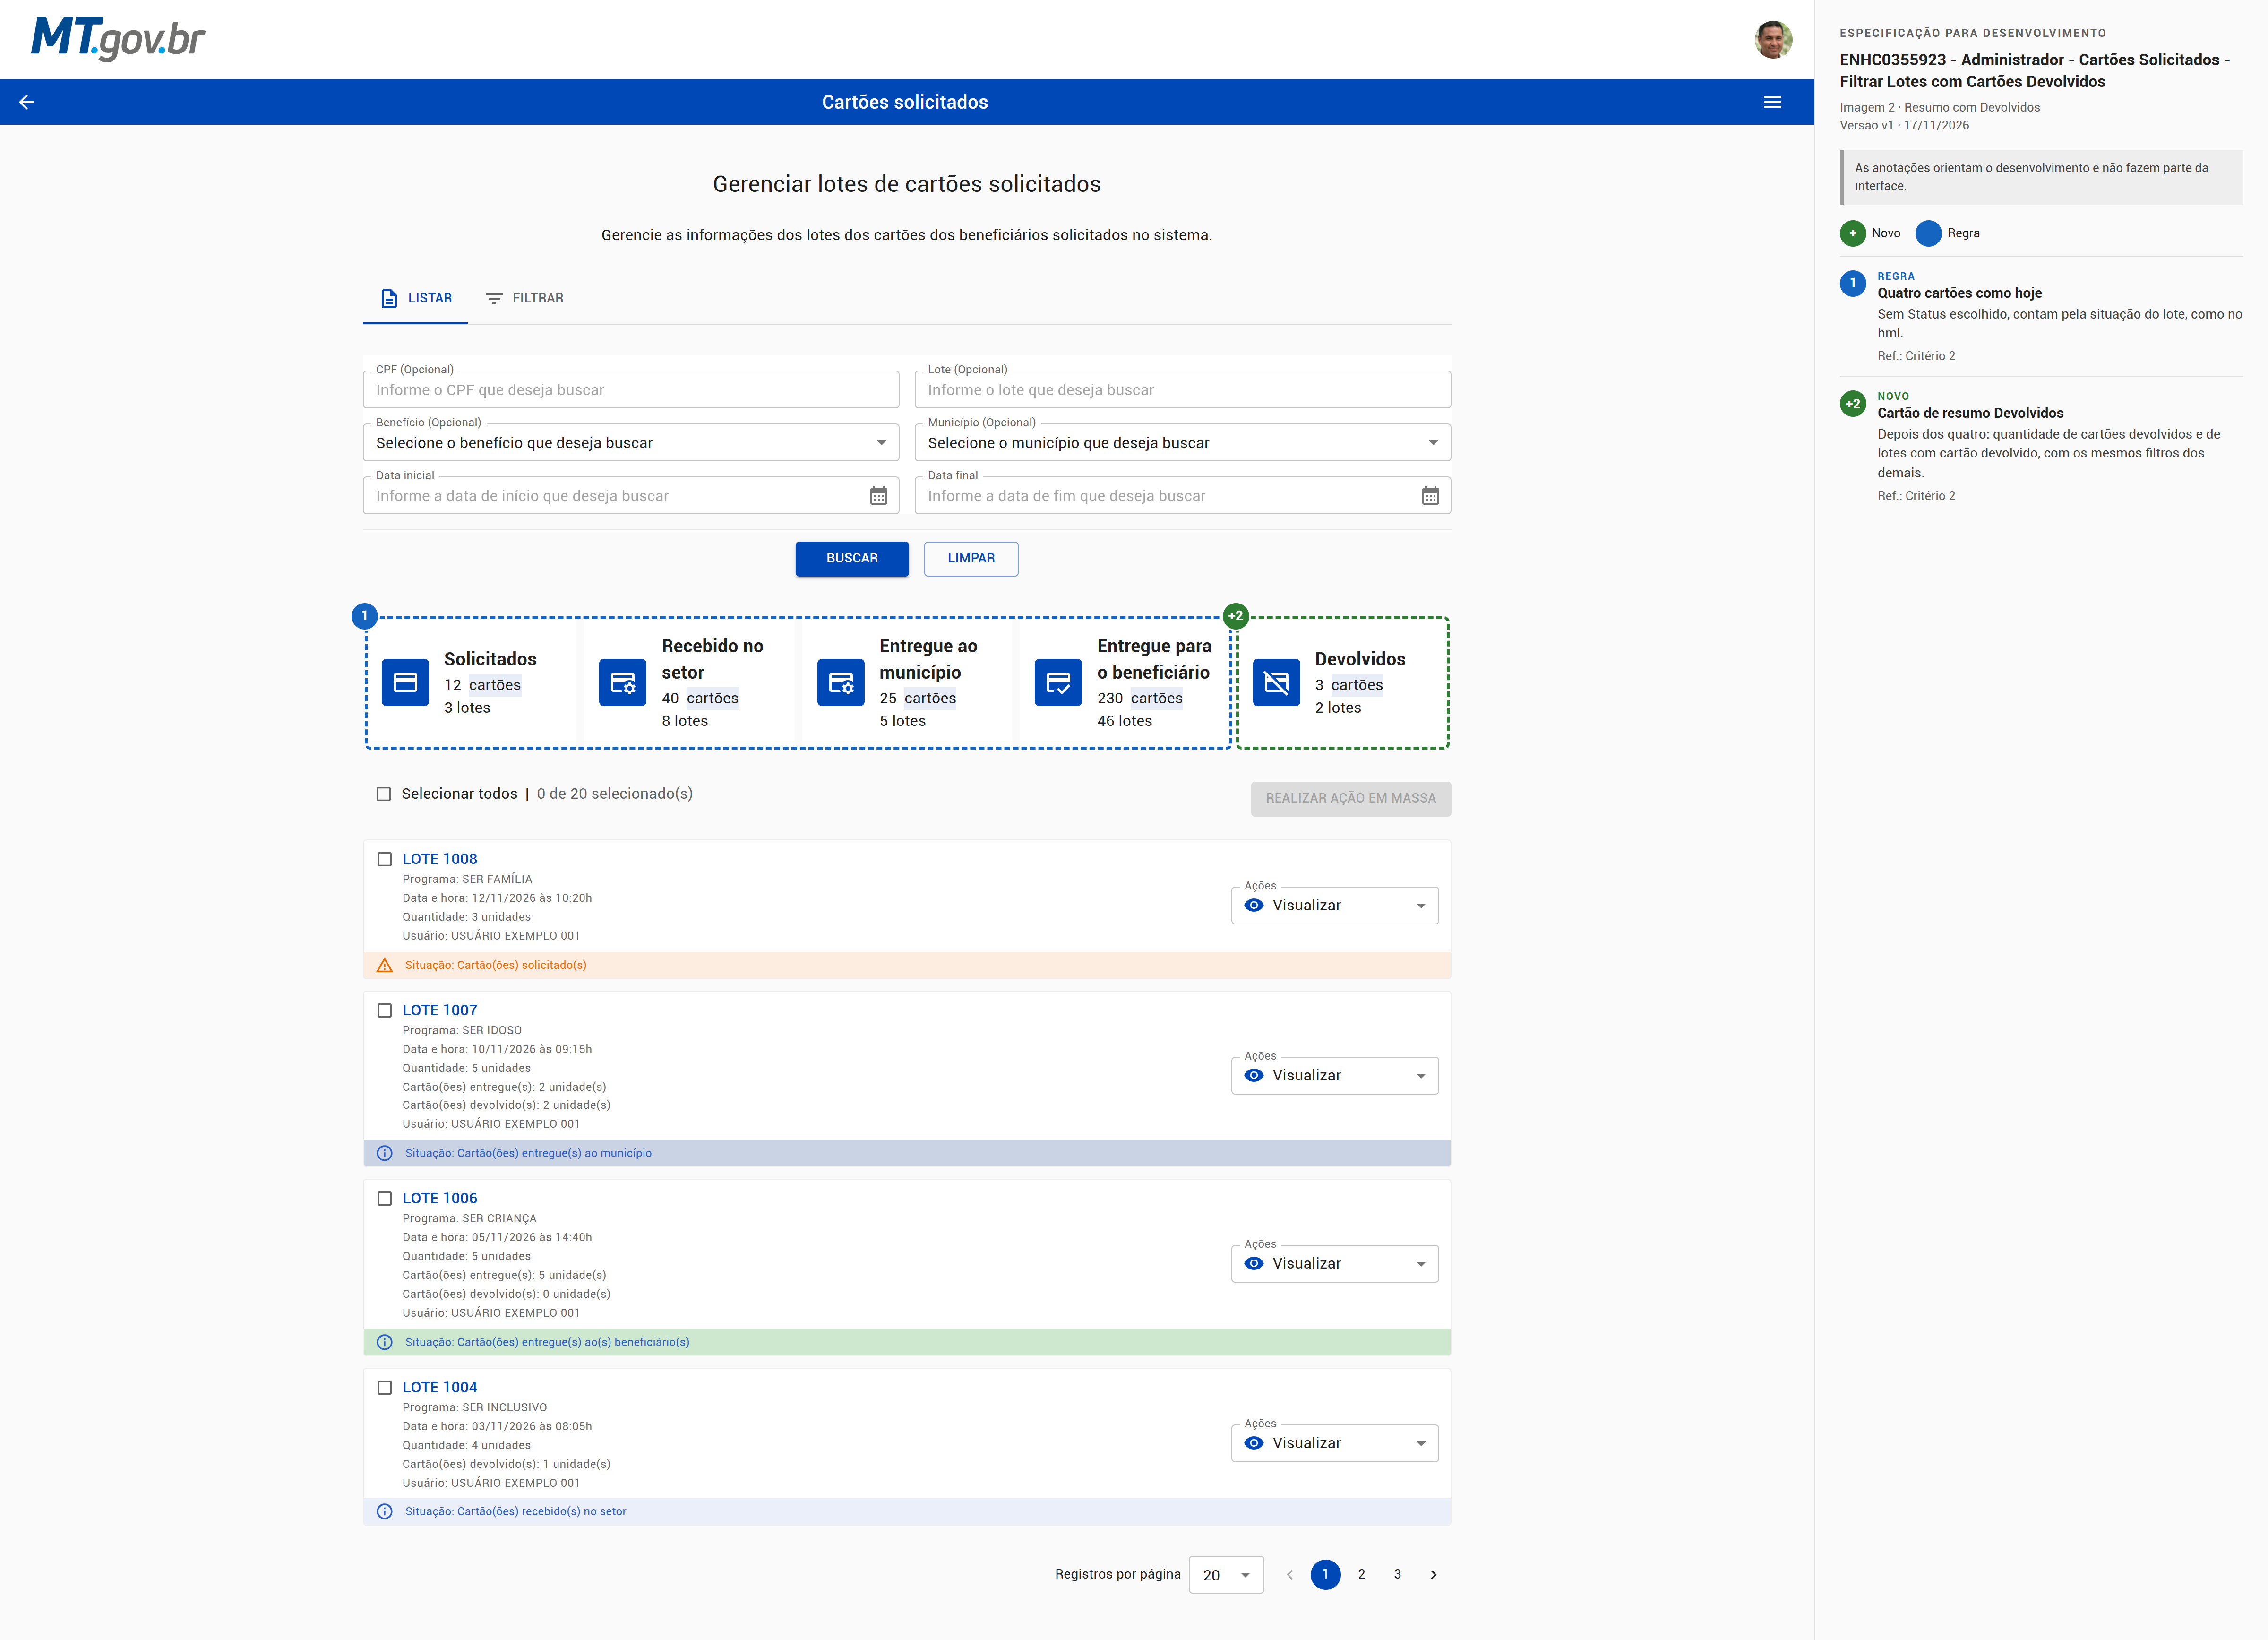 MT.gov.br
Cartões solicitados
Gerenciar lotes de cartões solicitados
Gerencie as informações dos lotes dos cartões dos beneficiários solicitados no sistema.
LISTAR
FILTRAR
CPF (Opcional)
Informe o CPF que deseja buscar
Lote (Opcional)
Informe o lote que deseja buscar
Benefício (Opcional)
Selecione o benefício que deseja buscar
Município (Opcional)
Selecione o município que deseja buscar
Data inicial
Informe a data de início que deseja buscar
Data final
Informe a data de fim que deseja buscar
BUSCAR
LIMPAR
1
Solicitados
12 cartões
3 lotes
Recebido no
setor
40 cartões
8 lotes
Entregue ao
município
25 cartões
5 lotes
Entregue para
o beneficiário
230 cartões
46 lotes
+2
Devolvidos
3 cartões
2 lotes
Selecionar todos | 0 de 20 selecionado(s)
REALIZAR AÇÃO EM MASSA
LOTE 1008
Programa: SER FAMÍLIA
Data e hora: 12/11/2026 às 10:20h
Quantidade: 3 unidades
Usuário: USUÁRIO EXEMPLO 001
Ações
Visualizar
Situação: Cartão(ões) solicitado(s)
LOTE 1007
Programa: SER IDOSO
Data e hora: 10/11/2026 às 09:15h
Quantidade: 5 unidades
Cartão(ões) entregue(s): 2 unidade(s)
Cartão(ões) devolvido(s): 2 unidade(s)
Usuário: USUÁRIO EXEMPLO 001
Ações
Visualizar
Situação: Cartão(ões) entregue(s) ao município
LOTE 1006
Programa: SER CRIANÇA
Data e hora: 05/11/2026 às 14:40h
Quantidade: 5 unidades
Cartão(ões) entregue(s): 5 unidade(s)
Cartão(ões) devolvido(s): 0 unidade(s)
Usuário: USUÁRIO EXEMPLO 001
Ações
Visualizar
Situação: Cartão(ões) entregue(s) ao(s) beneficiário(s)
LOTE 1004
Programa: SER INCLUSIVO
Data e hora: 03/11/2026 às 08:05h
Quantidade: 4 unidades
Cartão(ões) devolvido(s): 1 unidade(s)
Usuário: USUÁRIO EXEMPLO 001
Ações
Visualizar
Situação: Cartão(ões) recebido(s) no setor
Registros por página 20 1 2 3
ESPECIFICAÇÃO PARA DESENVOLVIMENTO
ENHC0355923 - Administrador - Cartões Solicitados -
Filtrar Lotes com Cartões Devolvidos
Imagem 2 · Resumo com Devolvidos
Versão v1 · 17/11/2026
As anotações orientam o desenvolvimento e não fazem parte da
interface.
+ Novo
Regra
1
REGRA
Quatro cartões como hoje
Sem Status escolhido, contam pela situação do lote, como no
hml.
Ref.: Critério 2
+2
NOVO
Cartão de resumo Devolvidos
Depois dos quatro: quantidade de cartões devolvidos e de
lotes com cartão devolvido, com os mesmos filtros dos
demais.
Ref.: Critério 2